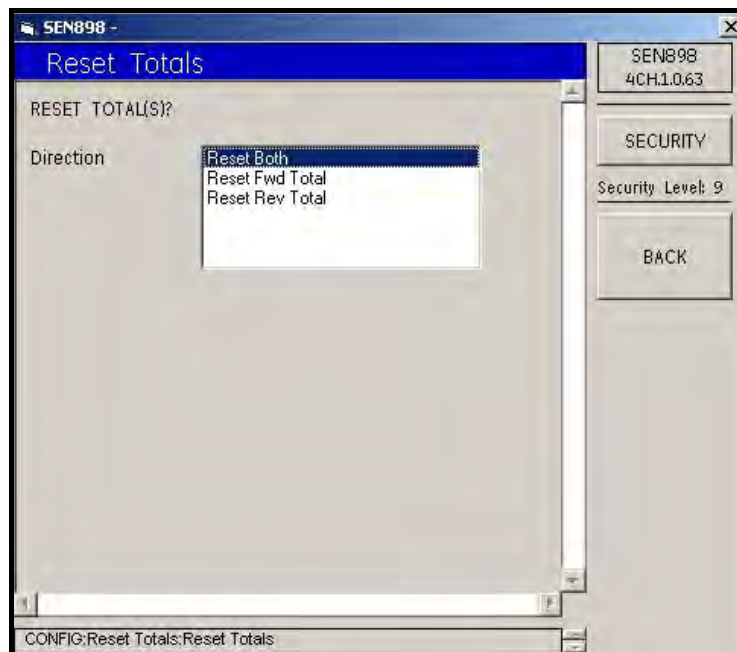 SEN898 -
Reset Totals
SEN898
4CH.1.0.63
RESET TOTAL(S)?
SECURITY
Direction
Reset Both
Reset Fwd Total
Reset Rev Total
Security Level: 9
BACK
CONFIG:Reset Totals:Reset Totals